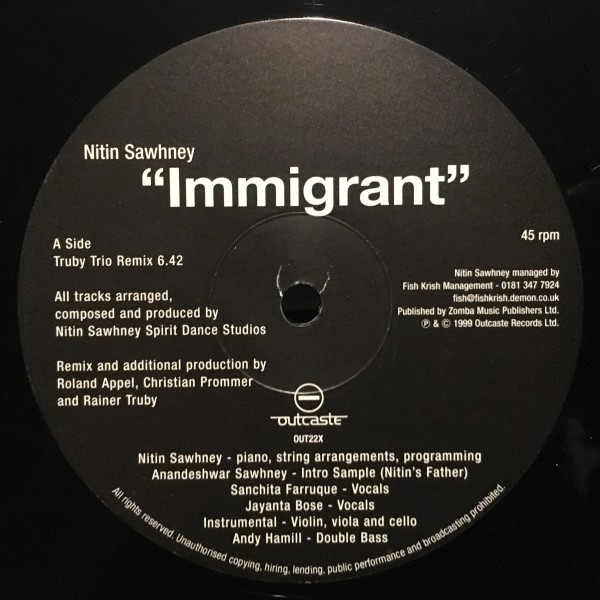 Nitin Sawhney
“Immigrant”
A Side
Truby Trio Remix 6.42
45 rpm
All tracks arranged,
composed and produced by
Nitin Sawhney Spirit Dance Studios
Nitin Sawhney managed by
Fish Krish Management - 0181 347 7924
fish@fishkrish.demon.co.uk
Published by Zomba Music Publishers Ltd.
℗ & © 1999 Outcaste Records Ltd.
Remix and additional production by
Roland Appel, Christian Prommer
and Rainer Truby
outcaste
OUT22X
Nitin Sawhney - piano, string arrangements, programming
Anandeshwar Sawhney - Intro Sample (Nitin's Father)
Sanchita Farruque - Vocals
Jayanta Bose - Vocals
Instrumental - Violin, viola and cello
Andy Hamill - Double Bass
All rights reserved. Unauthorised copying, hiring, lending, public performance and broadcasting prohibited.